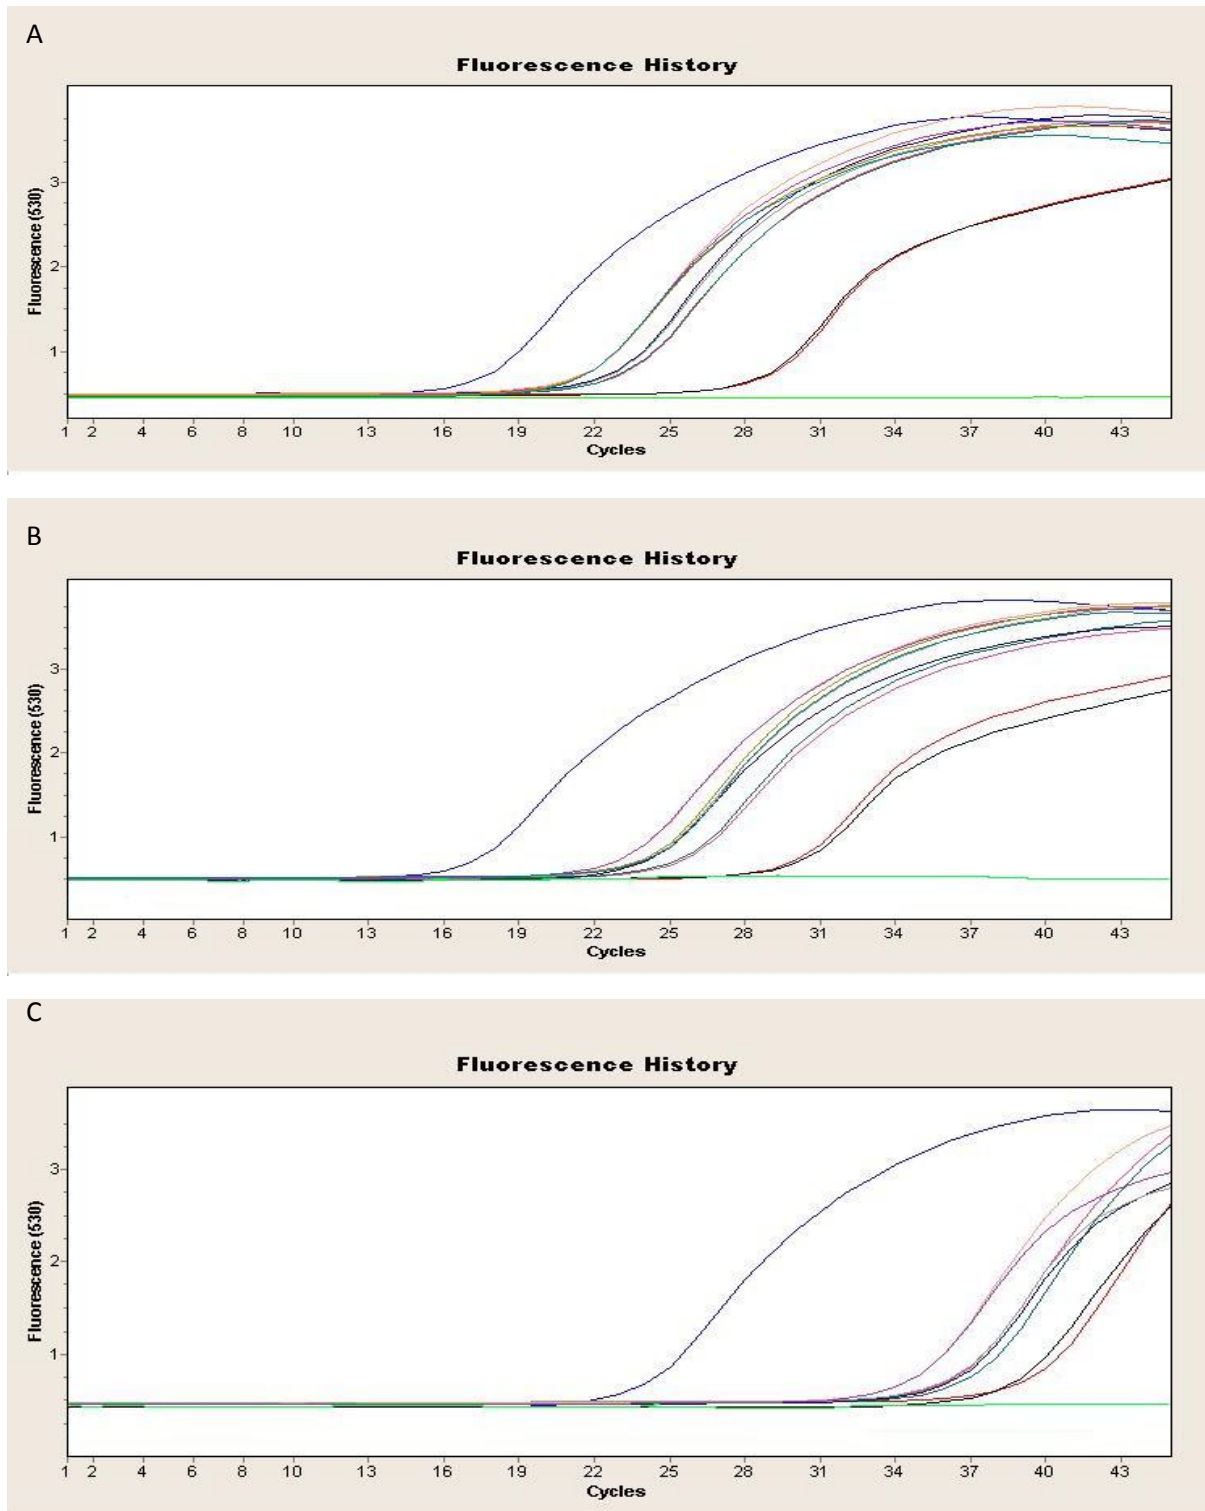 A
Fluorescence History
3
2
1
Fluorescence (530)
1 2 4 6 8 10 13 16 19 22 25 28 31 34 37 40 43
Cycles
B
Fluorescence History
3
2
1
Fluorescence (530)
1 2 4 6 8 10 13 16 19 22 25 28 31 34 37 40 43
Cycles
C
Fluorescence History
3
2
1
Fluorescence (530)
1 2 4 6 8 10 13 16 19 22 25 28 31 34 37 40 43
Cycles